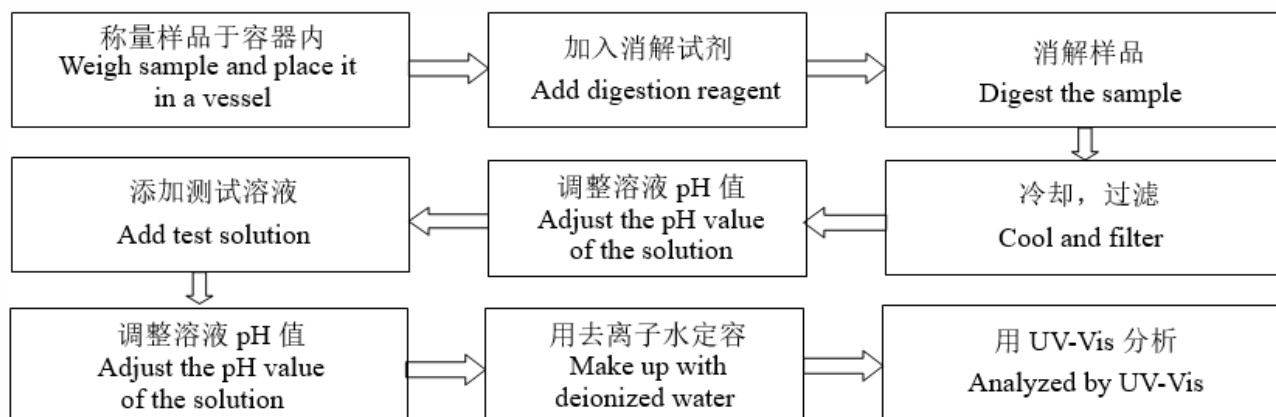 称量样品于容器内
Weigh sample and place it
in a vessel
加入消解试剂
Add digestion reagent
消解样品
Digest the sample
冷却，过滤
Cool and filter
调整溶液 pH 值
Adjust the pH value
of the solution
添加测试溶液
Add test solution
调整溶液 pH 值
Adjust the pH value
of the solution
用去离子水定容
Make up with
deionized water
用 UV-Vis 分析
Analyzed by UV-Vis